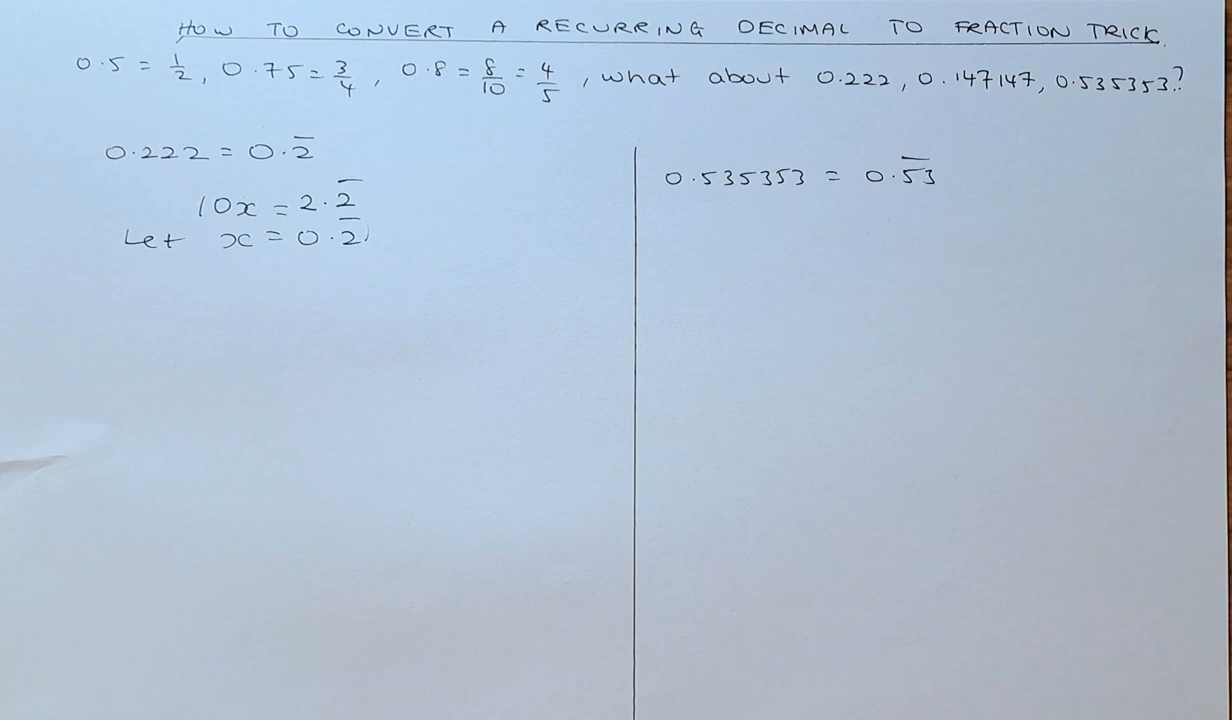 HOW TO CONVERT A RECURRING DECIMAL TO FRACTION TRICK.
0.5 = 1/2, 0.75 = 3/4, 0.8 = 8/10 = 4/5, what about 0.222, 0.147147, 0.535353?
0.222 = 0.2̅
10x = 2.2̅
Let x = 0.2̅
0.535353 = 0.5̅3̅